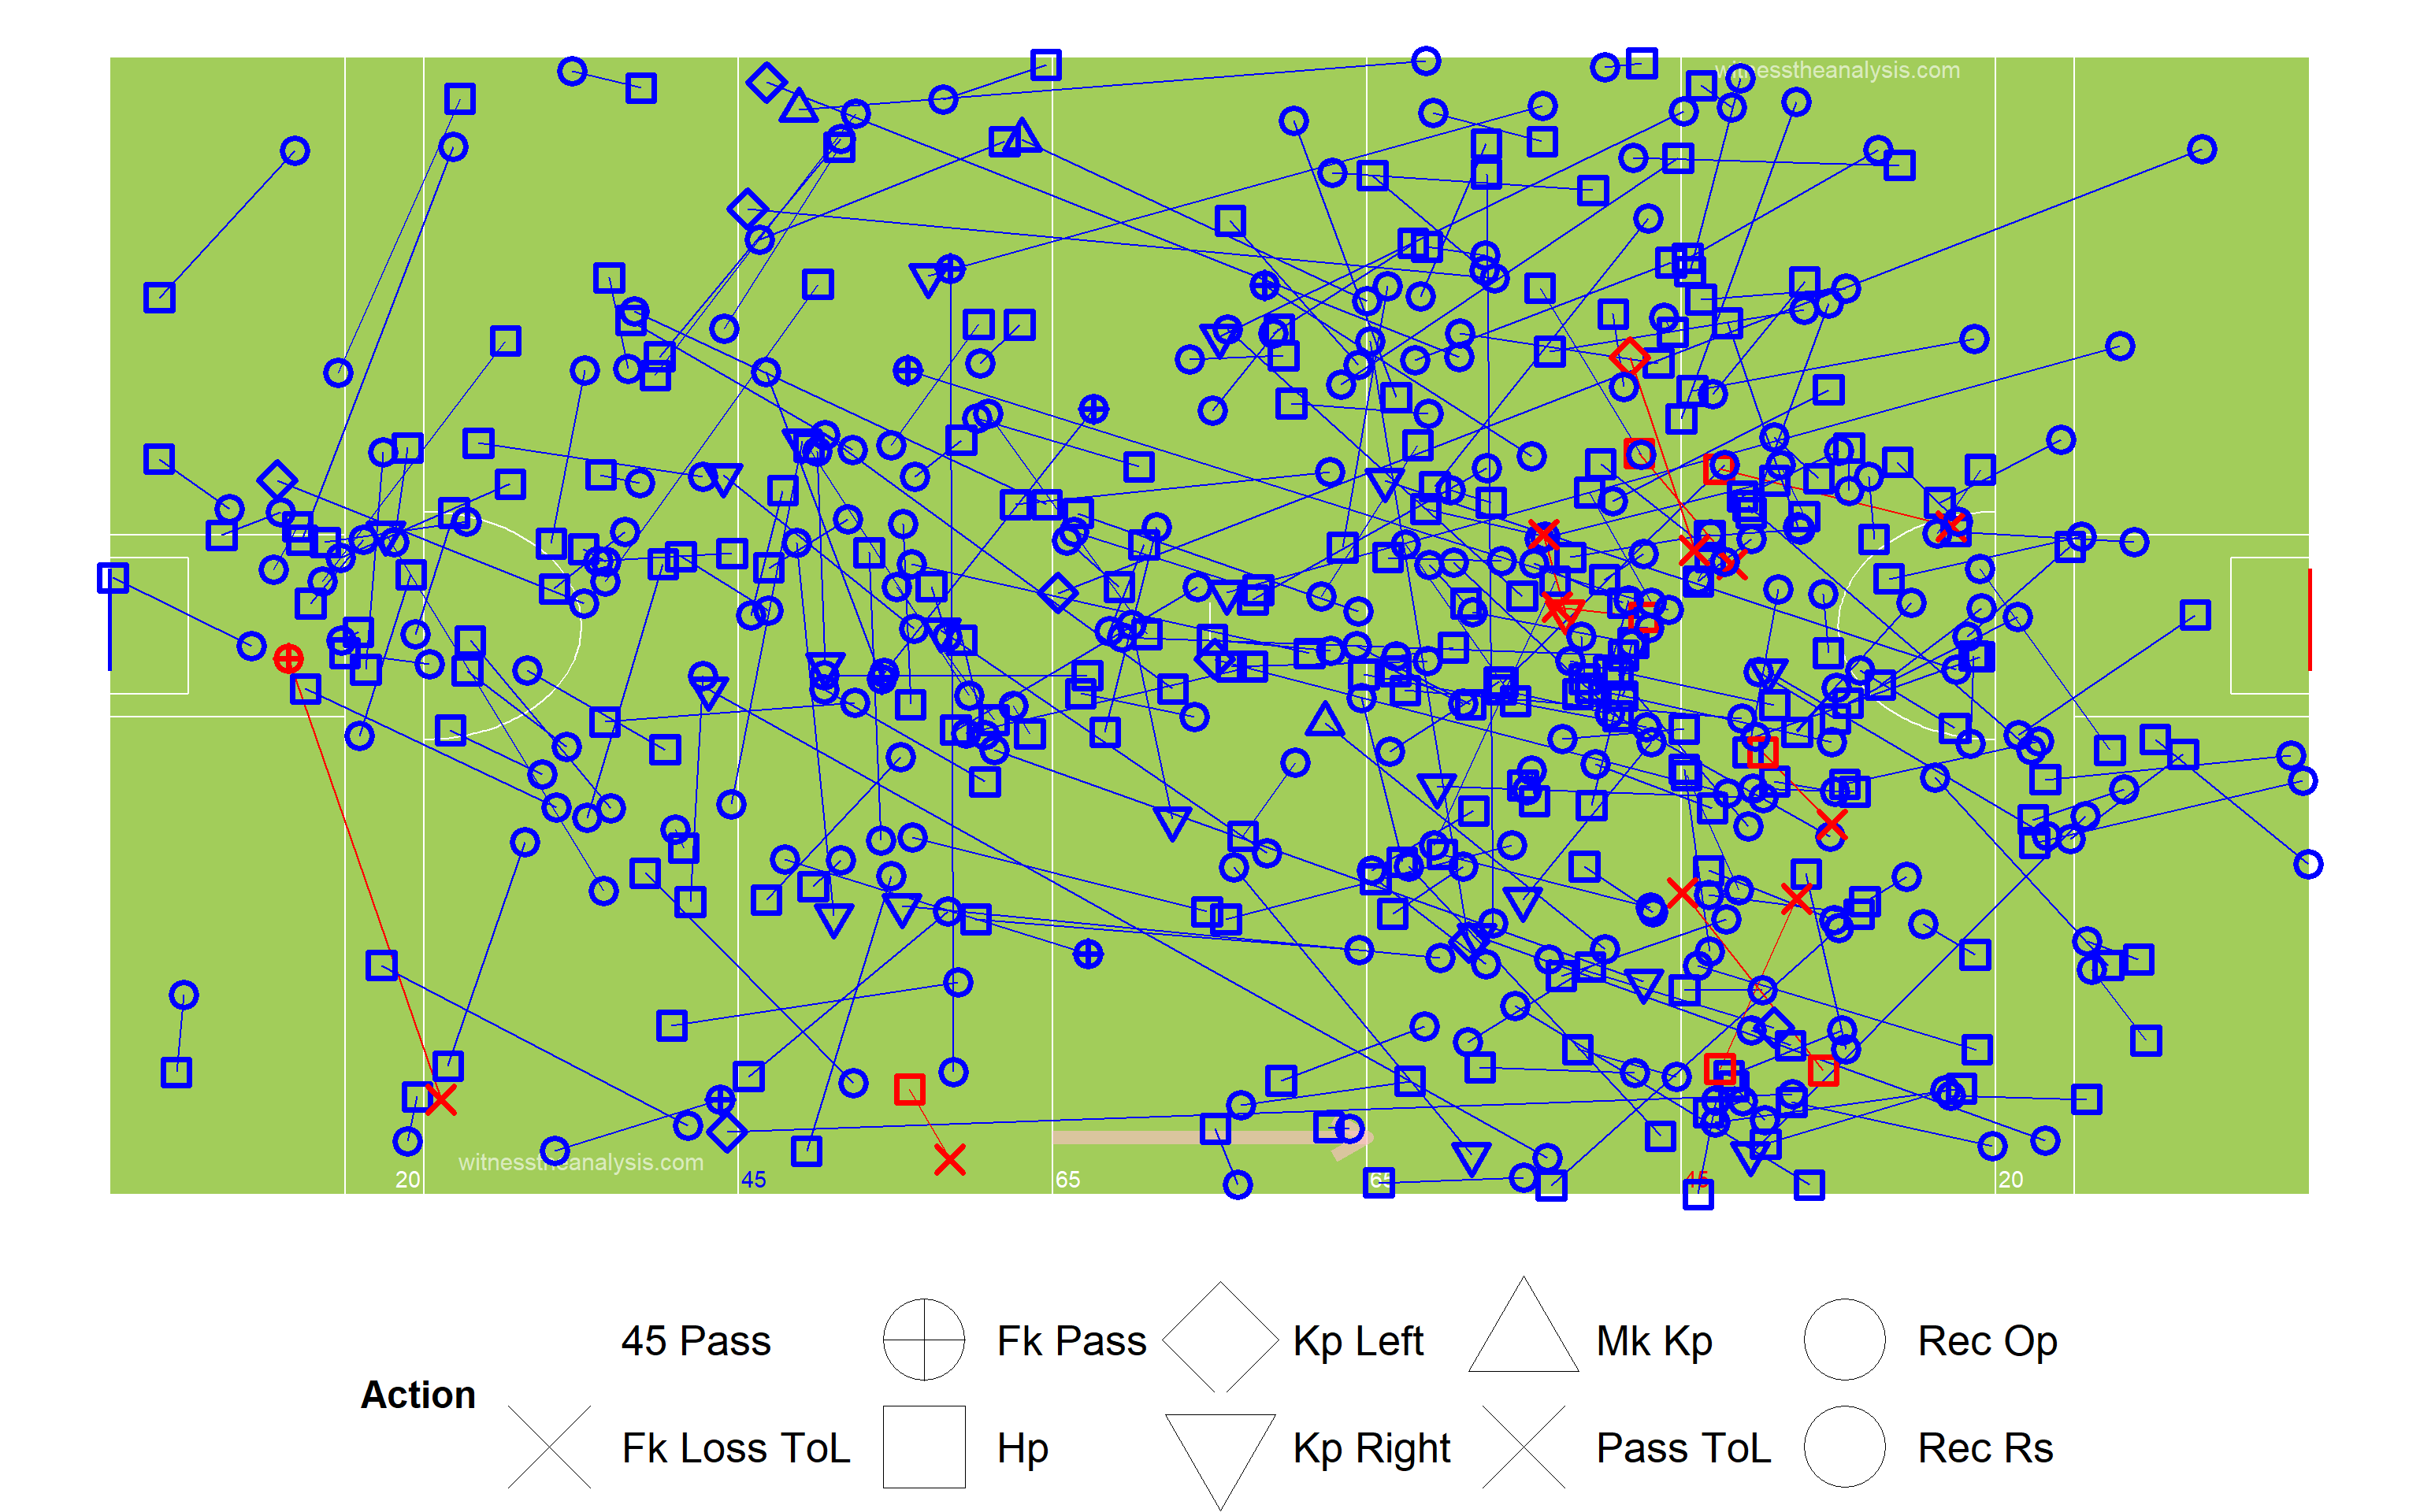 witnesstheanalysis.com
witnesstheanalysis.com
20 45 65 65 45 20
45 Pass Fk Pass Kp Left Mk Kp Rec Op
Action
Fk Loss ToL Hp Kp Right Pass ToL Rec Rs